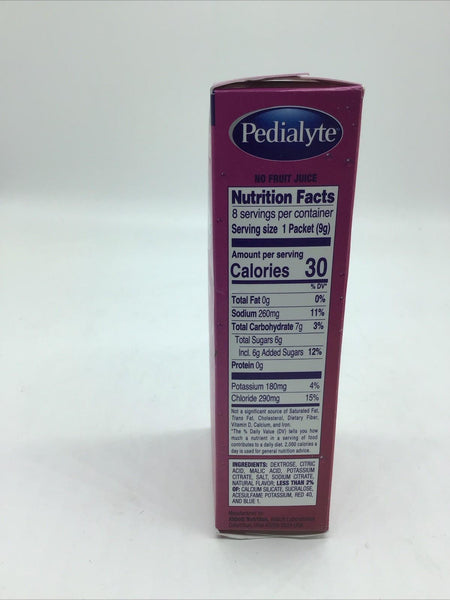 Pedialyte
NO FRUIT JUICE
Nutrition Facts
8 servings per container
Serving size 1 Packet (9g)
Amount per serving
Calories 30
% DV*
Total Fat 0g 0%
Sodium 260mg 11%
Total Carbohydrate 7g 3%
Total Sugars 6g
Incl. 6g Added Sugars 12%
Protein 0g
Potassium 180mg 4%
Chloride 290mg 15%
Not a significant source of Saturated Fat,
Trans Fat, Cholesterol, Dietary Fiber,
Vitamin D, Calcium, and Iron.
*The % Daily Value (DV) tells you how
much a nutrient in a serving of food
contributes to a daily diet. 2,000 calories a
day is used for general nutrition advice.
INGREDIENTS: DEXTROSE, CITRIC
ACID, MALIC ACID, POTASSIUM
CITRATE, SALT, SODIUM CITRATE,
NATURAL FLAVOR; LESS THAN 2%
OF: CALCIUM SILICATE, SUCRALOSE,
ACESULFAME POTASSIUM, RED 40,
AND BLUE 1.
Abbott Nutrition, Abbott Laboratories